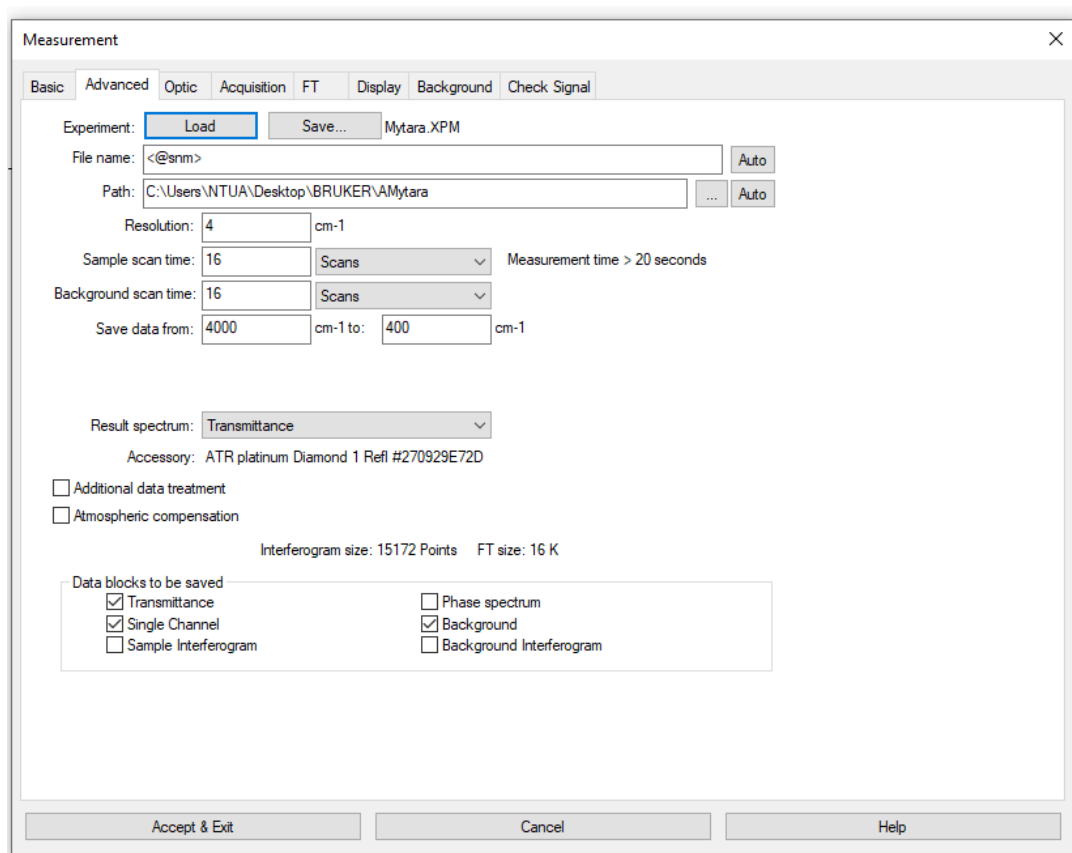 Measurement
Basic Advanced Optic Acquisition FT Display Background Check Signal
Experiment: Load Save... Mytara.XPM
File name: <@snm> Auto
Path: C:\Users\NTUA\Desktop\BRUKER\AMytara ... Auto
Resolution: 4 cm-1
Sample scan time: 16 Scans Measurement time > 20 seconds
Background scan time: 16 Scans
Save data from: 4000 cm-1 to: 400 cm-1
Result spectrum: Transmittance
Accessory: ATR platinum Diamond 1 Refl #270929E72D
Additional data treatment
Atmospheric compensation
Interferogram size: 15172 Points FT size: 16 K
Data blocks to be saved
Transmittance Phase spectrum
Single Channel Background
Sample Interferogram Background Interferogram
Accept & Exit Cancel Help